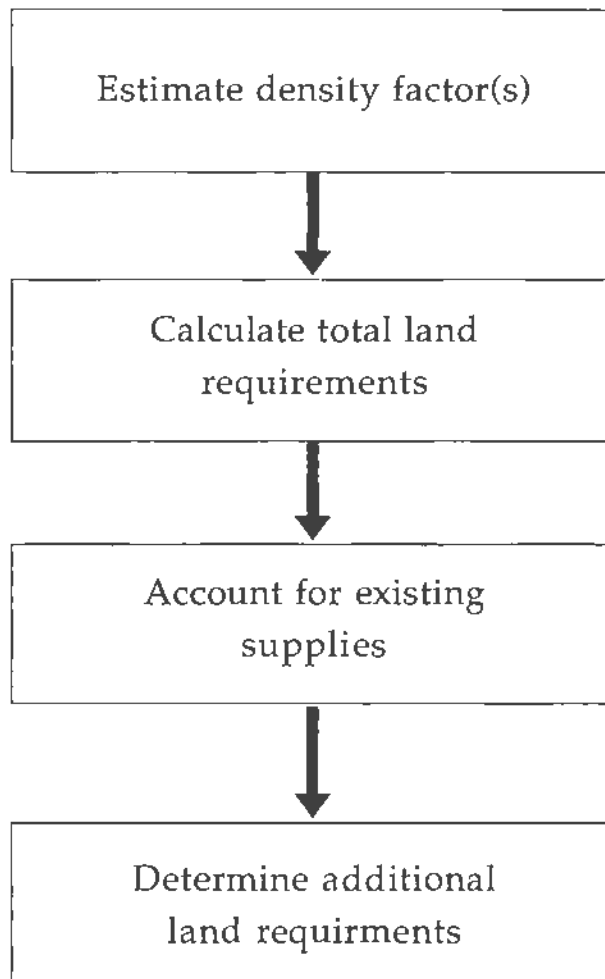 Estimate density factor(s)
Calculate total land
requirements
Account for existing
supplies
Determine additional
land requirments